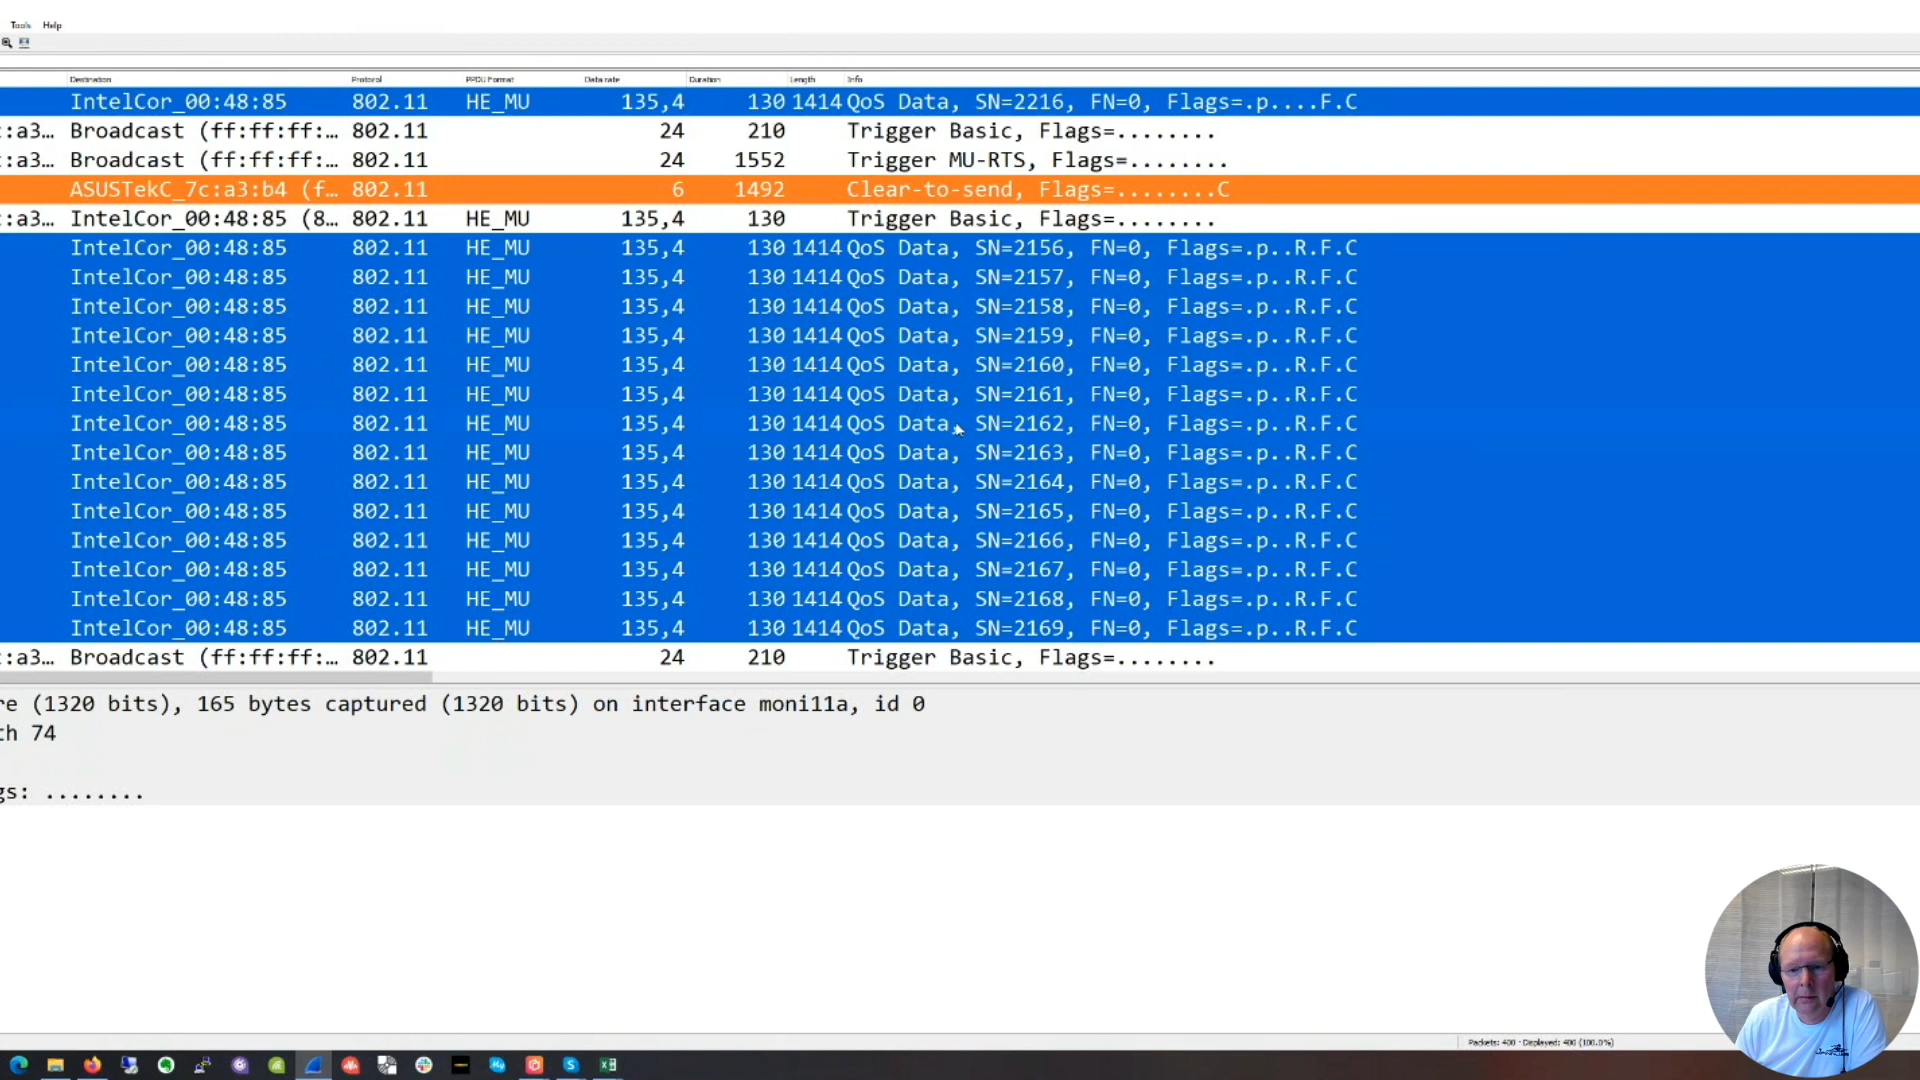 Tools Help
Destination Protocol PPDU Format Data rate Duration Length Info
IntelCor_00:48:85 802.11 HE_MU 135,4 130 1414 QoS Data, SN=2216, FN=0, Flags=.p....F.C
:a3… Broadcast (ff:ff:ff:… 802.11 24 210 Trigger Basic, Flags=........
:a3… Broadcast (ff:ff:ff:… 802.11 24 1552 Trigger MU-RTS, Flags=........
ASUSTekC_7c:a3:b4 (f… 802.11 6 1492 Clear-to-send, Flags=........C
:a3… IntelCor_00:48:85 (8… 802.11 HE_MU 135,4 130 Trigger Basic, Flags=........
IntelCor_00:48:85 802.11 HE_MU 135,4 130 1414 QoS Data, SN=2156, FN=0, Flags=.p..R.F.C
IntelCor_00:48:85 802.11 HE_MU 135,4 130 1414 QoS Data, SN=2157, FN=0, Flags=.p..R.F.C
IntelCor_00:48:85 802.11 HE_MU 135,4 130 1414 QoS Data, SN=2158, FN=0, Flags=.p..R.F.C
IntelCor_00:48:85 802.11 HE_MU 135,4 130 1414 QoS Data, SN=2159, FN=0, Flags=.p..R.F.C
IntelCor_00:48:85 802.11 HE_MU 135,4 130 1414 QoS Data, SN=2160, FN=0, Flags=.p..R.F.C
IntelCor_00:48:85 802.11 HE_MU 135,4 130 1414 QoS Data, SN=2161, FN=0, Flags=.p..R.F.C
IntelCor_00:48:85 802.11 HE_MU 135,4 130 1414 QoS Data, SN=2162, FN=0, Flags=.p..R.F.C
IntelCor_00:48:85 802.11 HE_MU 135,4 130 1414 QoS Data, SN=2163, FN=0, Flags=.p..R.F.C
IntelCor_00:48:85 802.11 HE_MU 135,4 130 1414 QoS Data, SN=2164, FN=0, Flags=.p..R.F.C
IntelCor_00:48:85 802.11 HE_MU 135,4 130 1414 QoS Data, SN=2165, FN=0, Flags=.p..R.F.C
IntelCor_00:48:85 802.11 HE_MU 135,4 130 1414 QoS Data, SN=2166, FN=0, Flags=.p..R.F.C
IntelCor_00:48:85 802.11 HE_MU 135,4 130 1414 QoS Data, SN=2167, FN=0, Flags=.p..R.F.C
IntelCor_00:48:85 802.11 HE_MU 135,4 130 1414 QoS Data, SN=2168, FN=0, Flags=.p..R.F.C
IntelCor_00:48:85 802.11 HE_MU 135,4 130 1414 QoS Data, SN=2169, FN=0, Flags=.p..R.F.C
:a3… Broadcast (ff:ff:ff:… 802.11 24 210 Trigger Basic, Flags=........
re (1320 bits), 165 bytes captured (1320 bits) on interface moni11a, id 0
th 74
gs: ........
Packets: 400 · Displayed: 400 (100.0%)